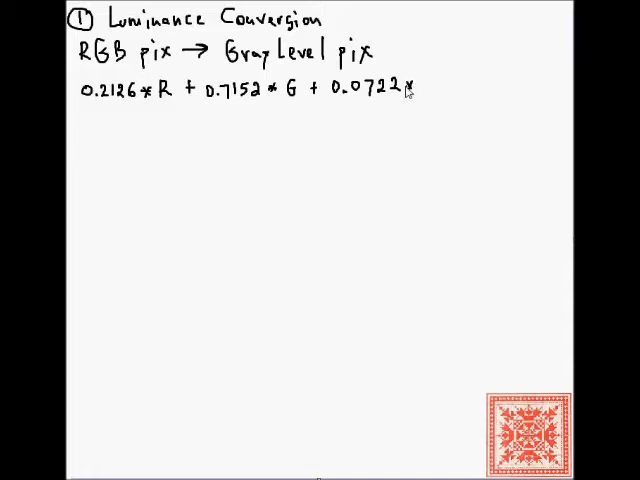 ① Luminance Conversion
RGB pix → Gray Level pix
0.2126 * R + 0.7152 * G + 0.0722 *